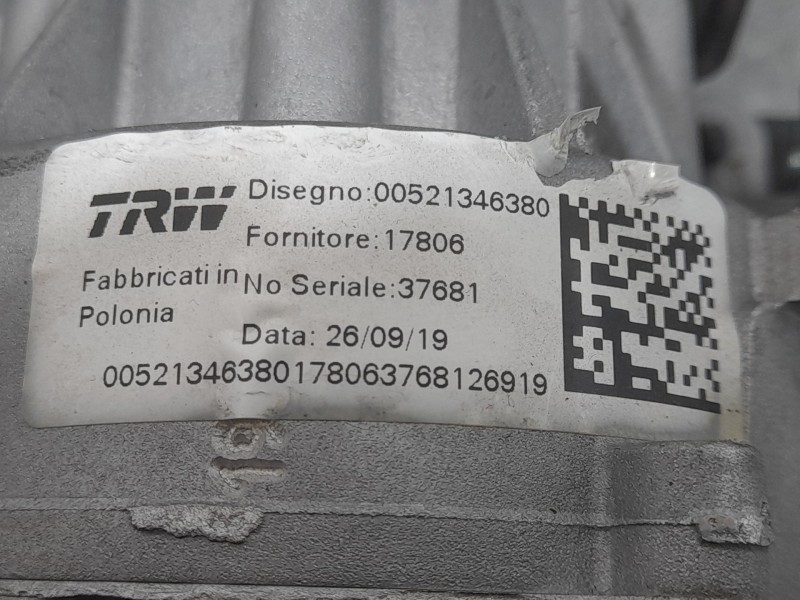 TRW
Disegno:00521346380
Fornitore:17806
Fabbricati in
Polonia
No Seriale:37681
Data: 26/09/19
00521346380178063768126919